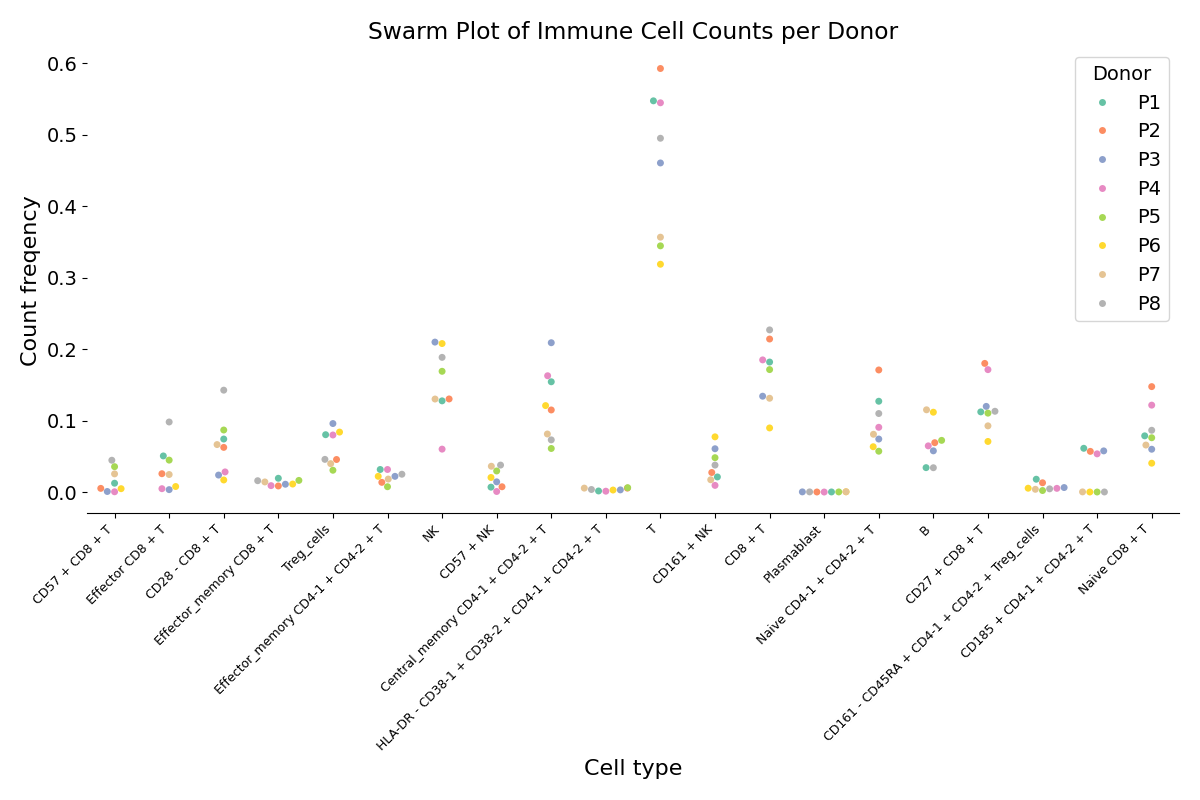 Swarm Plot of Immune Cell Counts per Donor
Count freqency
0.6
0.5
0.4
0.3
0.2
0.1
0.0
Donor
P1
P2
P3
P4
P5
P6
P7
P8
CD57 + CD8 + T
Effector CD8 + T
CD28 - CD8 + T
Effector_memory CD8 + T
Treg_cells
Effector_memory CD4-1 + CD4-2 + T
NK
CD57 + NK
Central_memory CD4-1 + CD4-2 + T
HLA-DR - CD38-1 + CD38-2 + CD4-1 + CD4-2 + T
T
CD161 + NK
CD8 + T
Plasmablast
Naive CD4-1 + CD4-2 + T
B
CD27 + CD8 + T
CD161 - CD45RA + CD4-1 + CD4-2 + Treg_cells
CD185 + CD4-1 + CD4-2 + T
Naive CD8 + T
Cell type